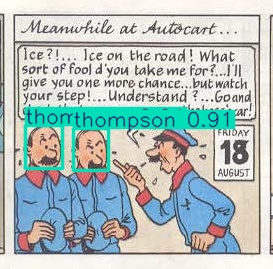 Meanwhile at Autocart...
Ice?!... Ice on the road! What
sort of fool d'you take me for?...I'll
give you one more chance...but watch
your step!...Understand?...Go and
thom
thompson 0.91
FRIDAY
18
AUGUST